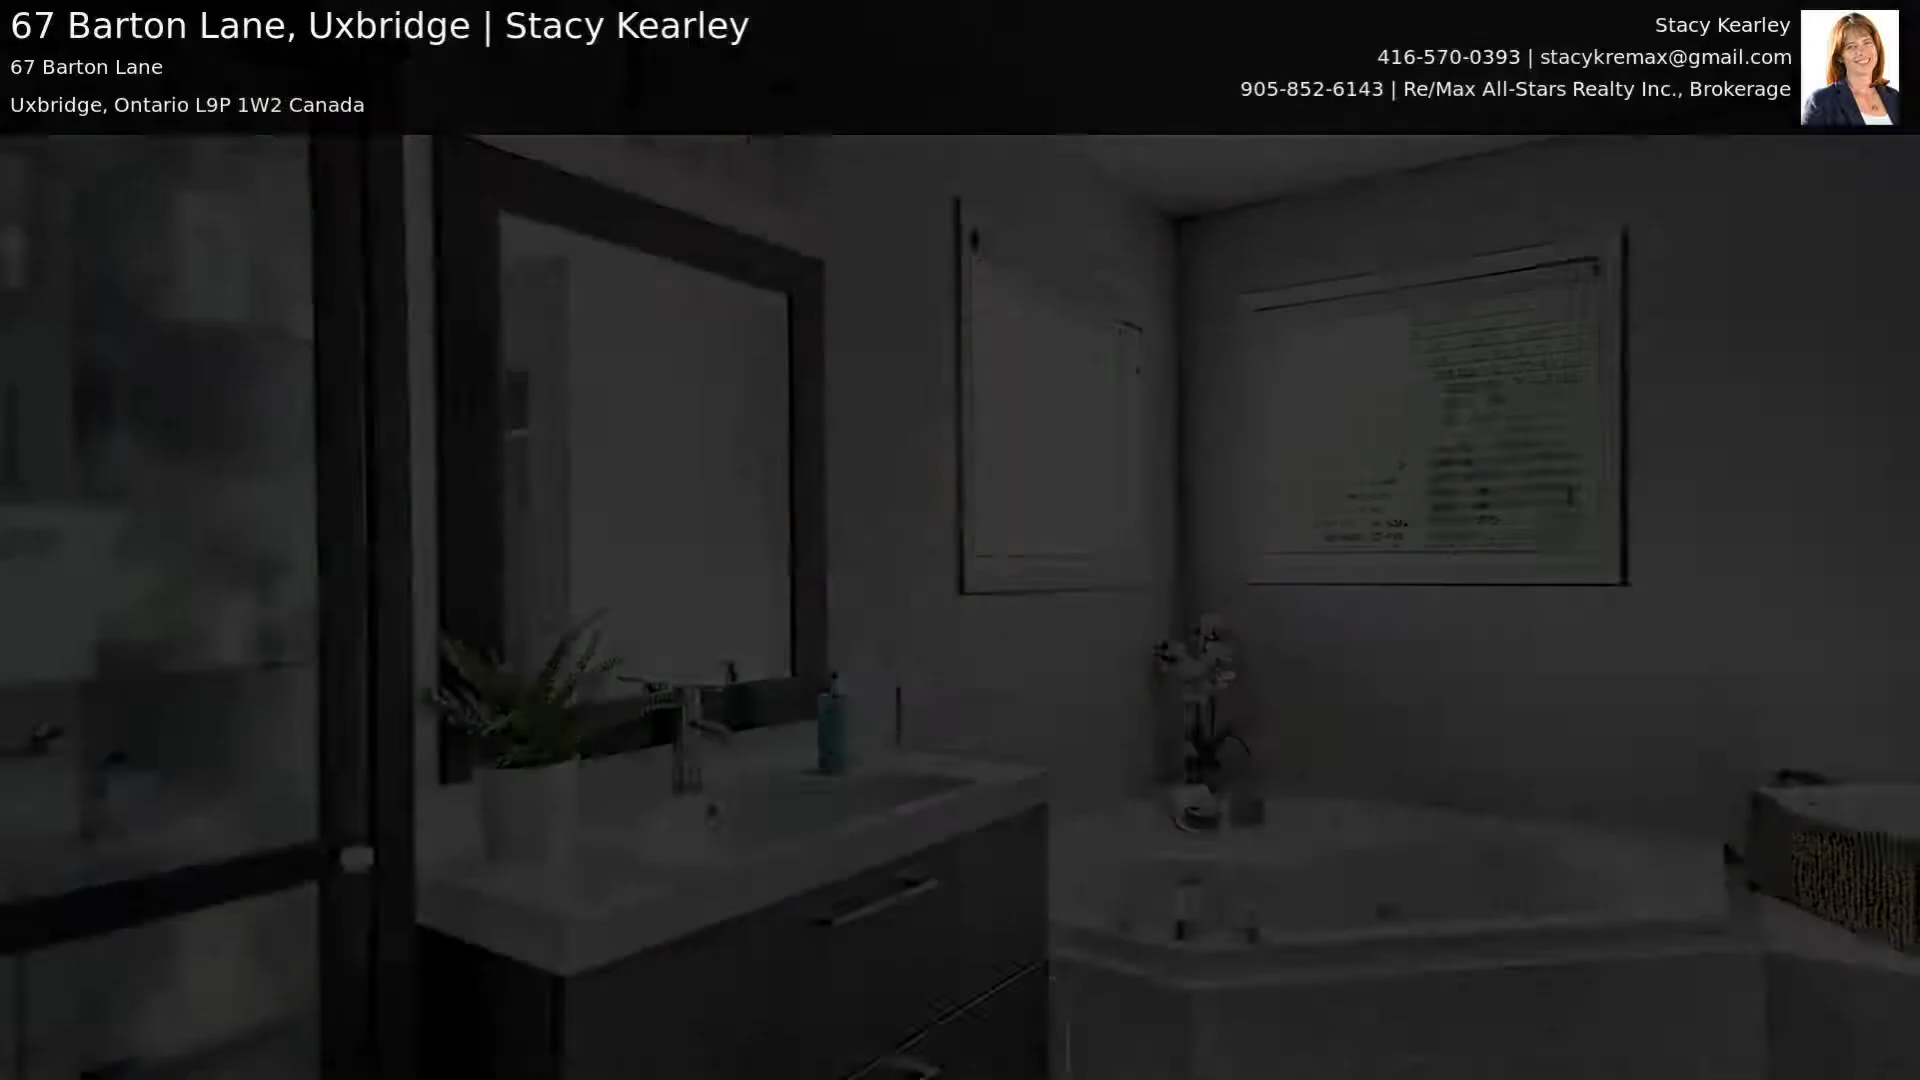 67 Barton Lane, Uxbridge | Stacy Kearley
67 Barton Lane
Uxbridge, Ontario L9P 1W2 Canada
Stacy Kearley
416-570-0393 | stacykremax@gmail.com
905-852-6143 | Re/Max All-Stars Realty Inc., Brokerage